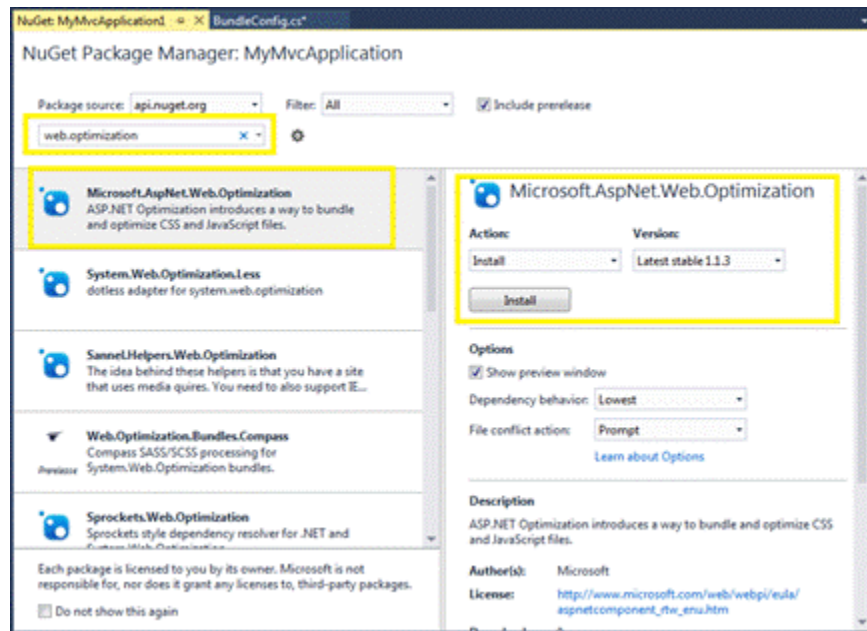 NuGet: MyMvcApplication1
BundleConfig.cs*
NuGet Package Manager: MyMvcApplication
Package source: api.nuget.org
Filter: All
Include prerelease
web.optimization
Microsoft.AspNet.Web.Optimization
ASP.NET Optimization introduces a way to bundle
and optimize CSS and JavaScript files.
System.Web.Optimization.Less
dotless adapter for system.web.optimization
Sannel.Helpers.Web.Optimization
The idea behind these helpers is that you have a site
that uses media quires. You need to also support IE...
Web.Optimization.Bundles.Compass
Compass SASS/SCSS processing for
Prerelease
System.Web.Optimization bundles.
Sprockets.Web.Optimization
Sprockets style dependency resolver for .NET and
System.Web.Optimization
Each package is licensed to you by its owner. Microsoft is not
responsible for, nor does it grant any licenses to, third-party packages.
Do not show this again
Microsoft.AspNet.Web.Optimization
Action:
Version:
Install
Latest stable 1.1.3
Install
Options
Show preview window
Dependency behavior: Lowest
File conflict action: Prompt
Learn about Options
Description
ASP.NET Optimization introduces a way to bundle and optimize CSS
and JavaScript files.
Author(s): Microsoft
License: http://www.microsoft.com/web/webpi/eula/
aspnetcomponent_rtw_enu.htm